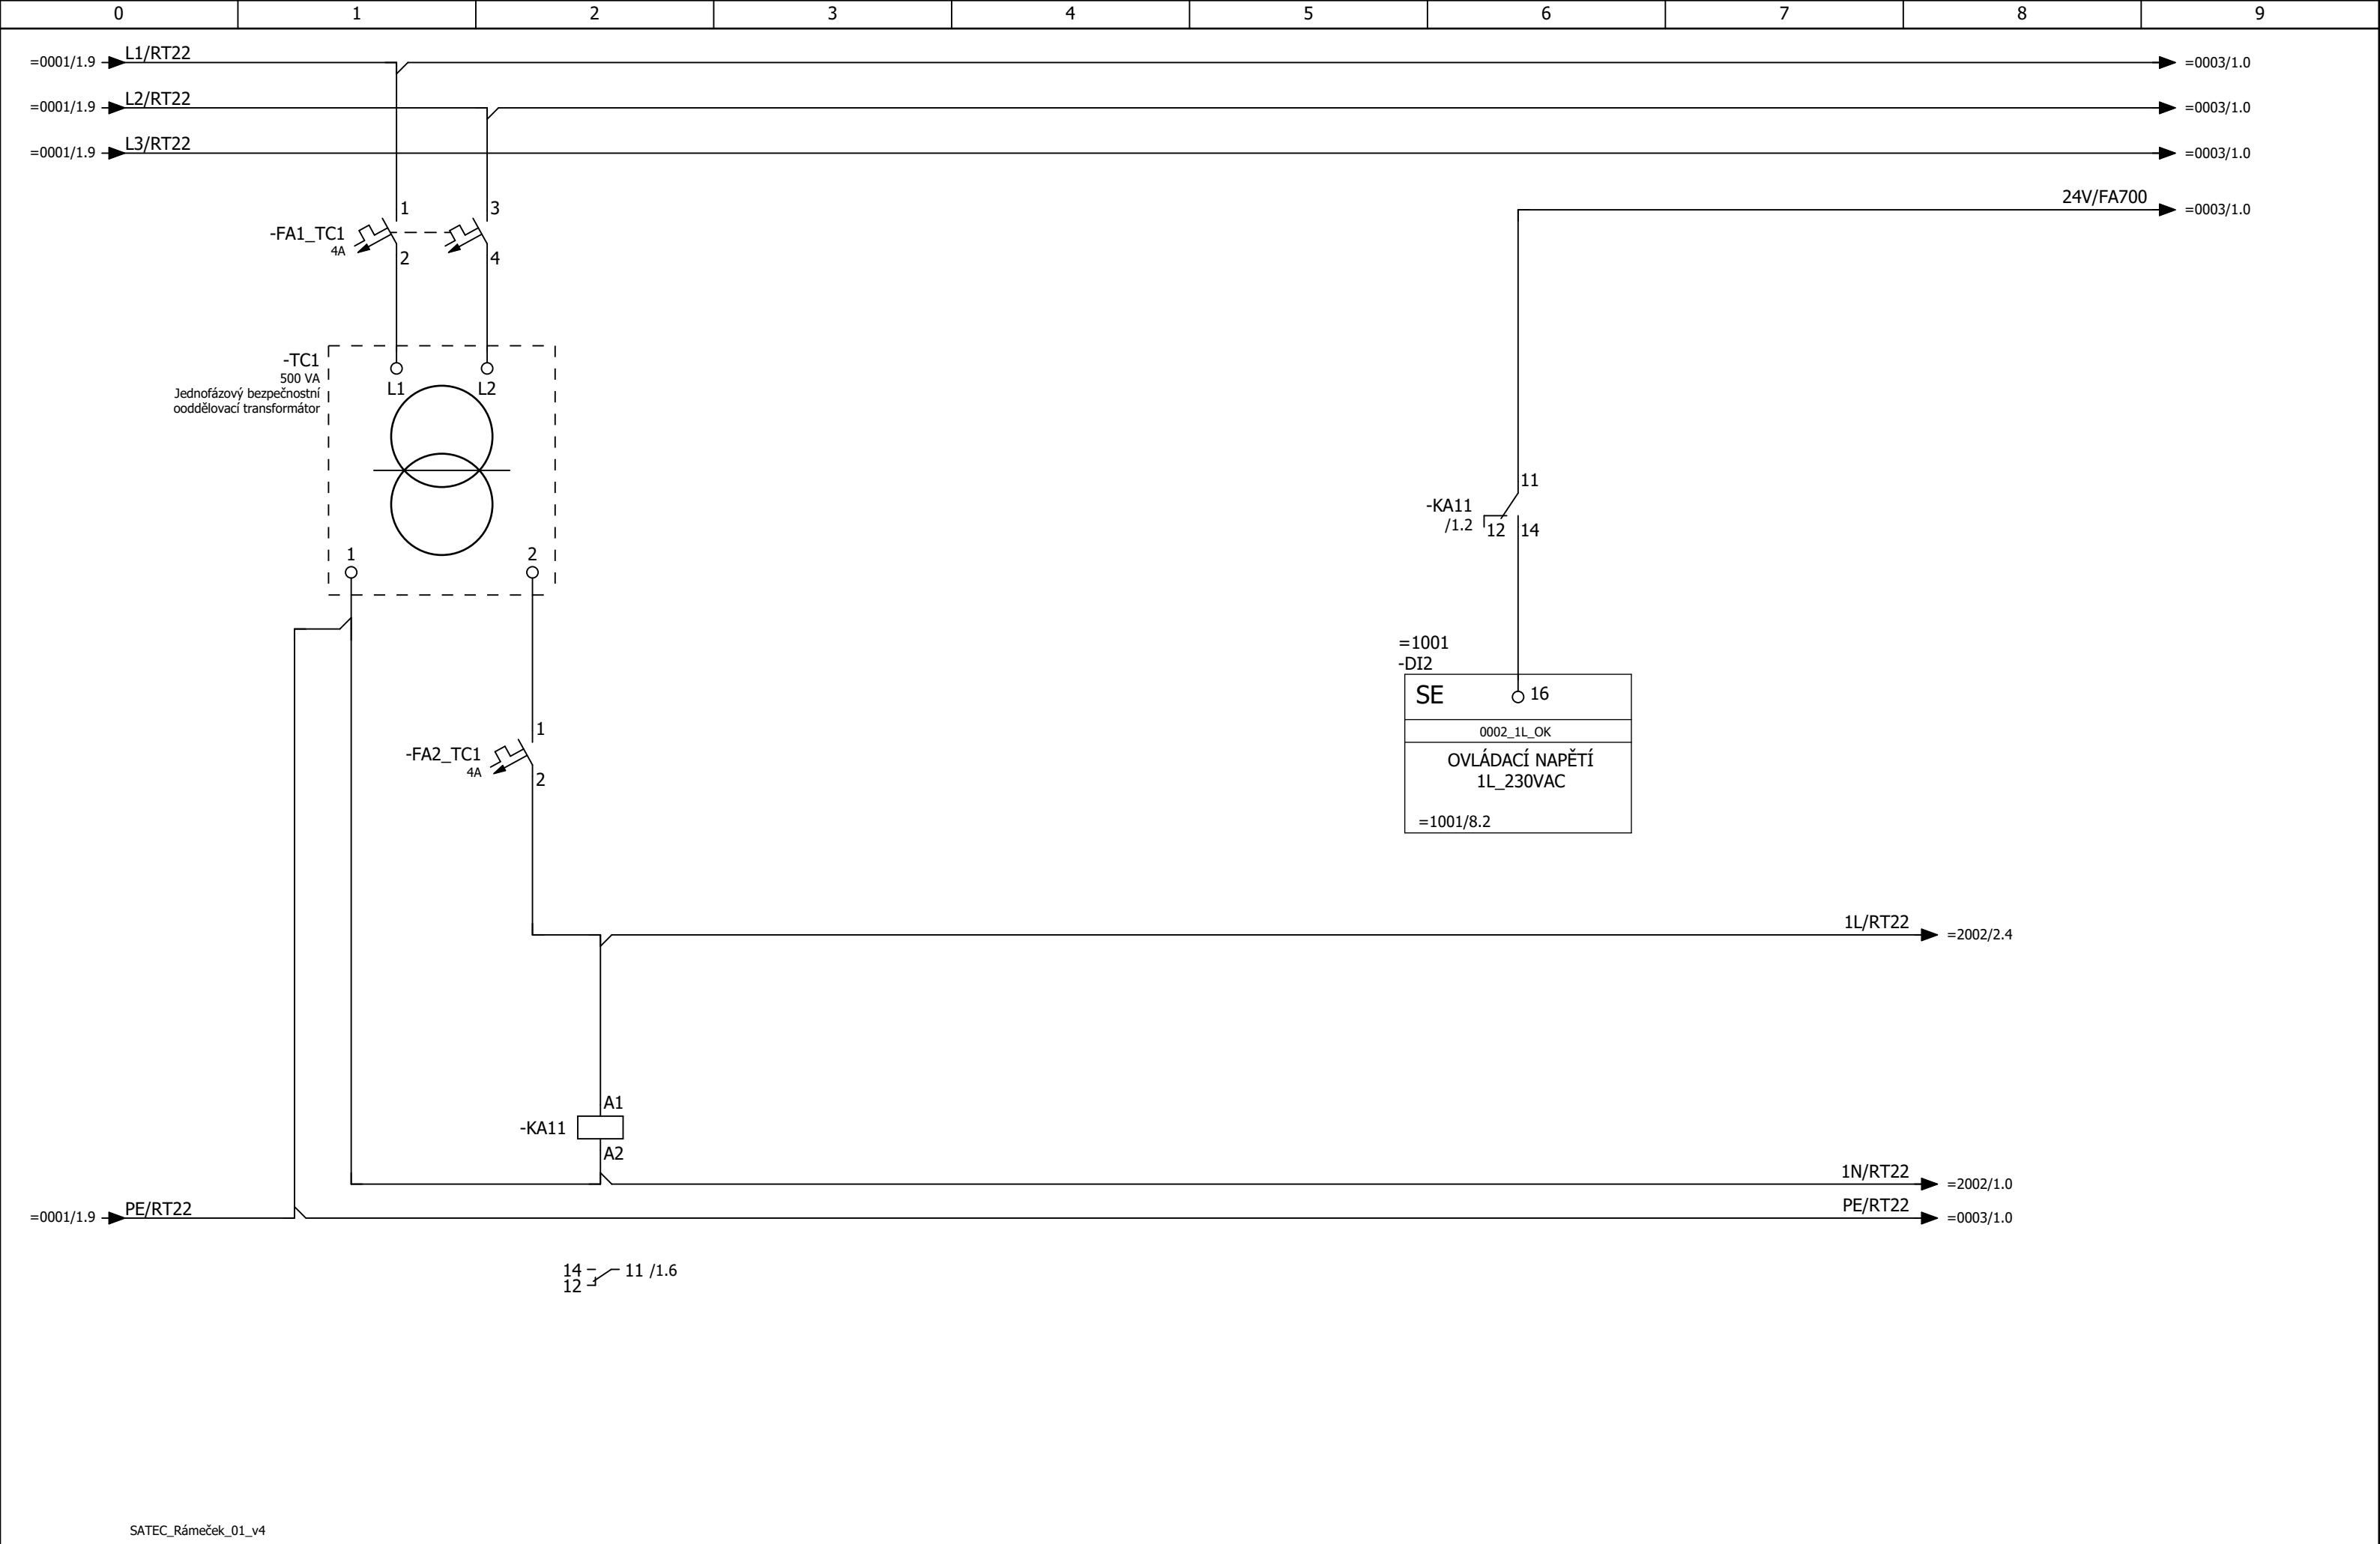 0 1 2 3 4 5 6 7 8 9
=0001/1.9 L1/RT22 =0003/1.0
=0001/1.9 L2/RT22 =0003/1.0
=0001/1.9 L3/RT22 =0003/1.0
24V/FA700 =0003/1.0
1 3
-FA1_TC1
4A
2 4
-TC1
500 VA
Jednofázový bezpečnostní
ooddělovací transformátor
L1 L2
1 2
11
-KA11
/1.2
12 14
=1001
-DI2
SE 16
0002_1L_OK
OVLÁDACÍ NAPĚTÍ
1L_230VAC
=1001/8.2
1
-FA2_TC1
4A
2
1L/RT22 =2002/2.4
A1
-KA11
A2
1N/RT22 =2002/1.0
=0001/1.9 PE/RT22 PE/RT22 =0003/1.0
14 11 /1.6
12
SATEC_Rámeček_01_v4